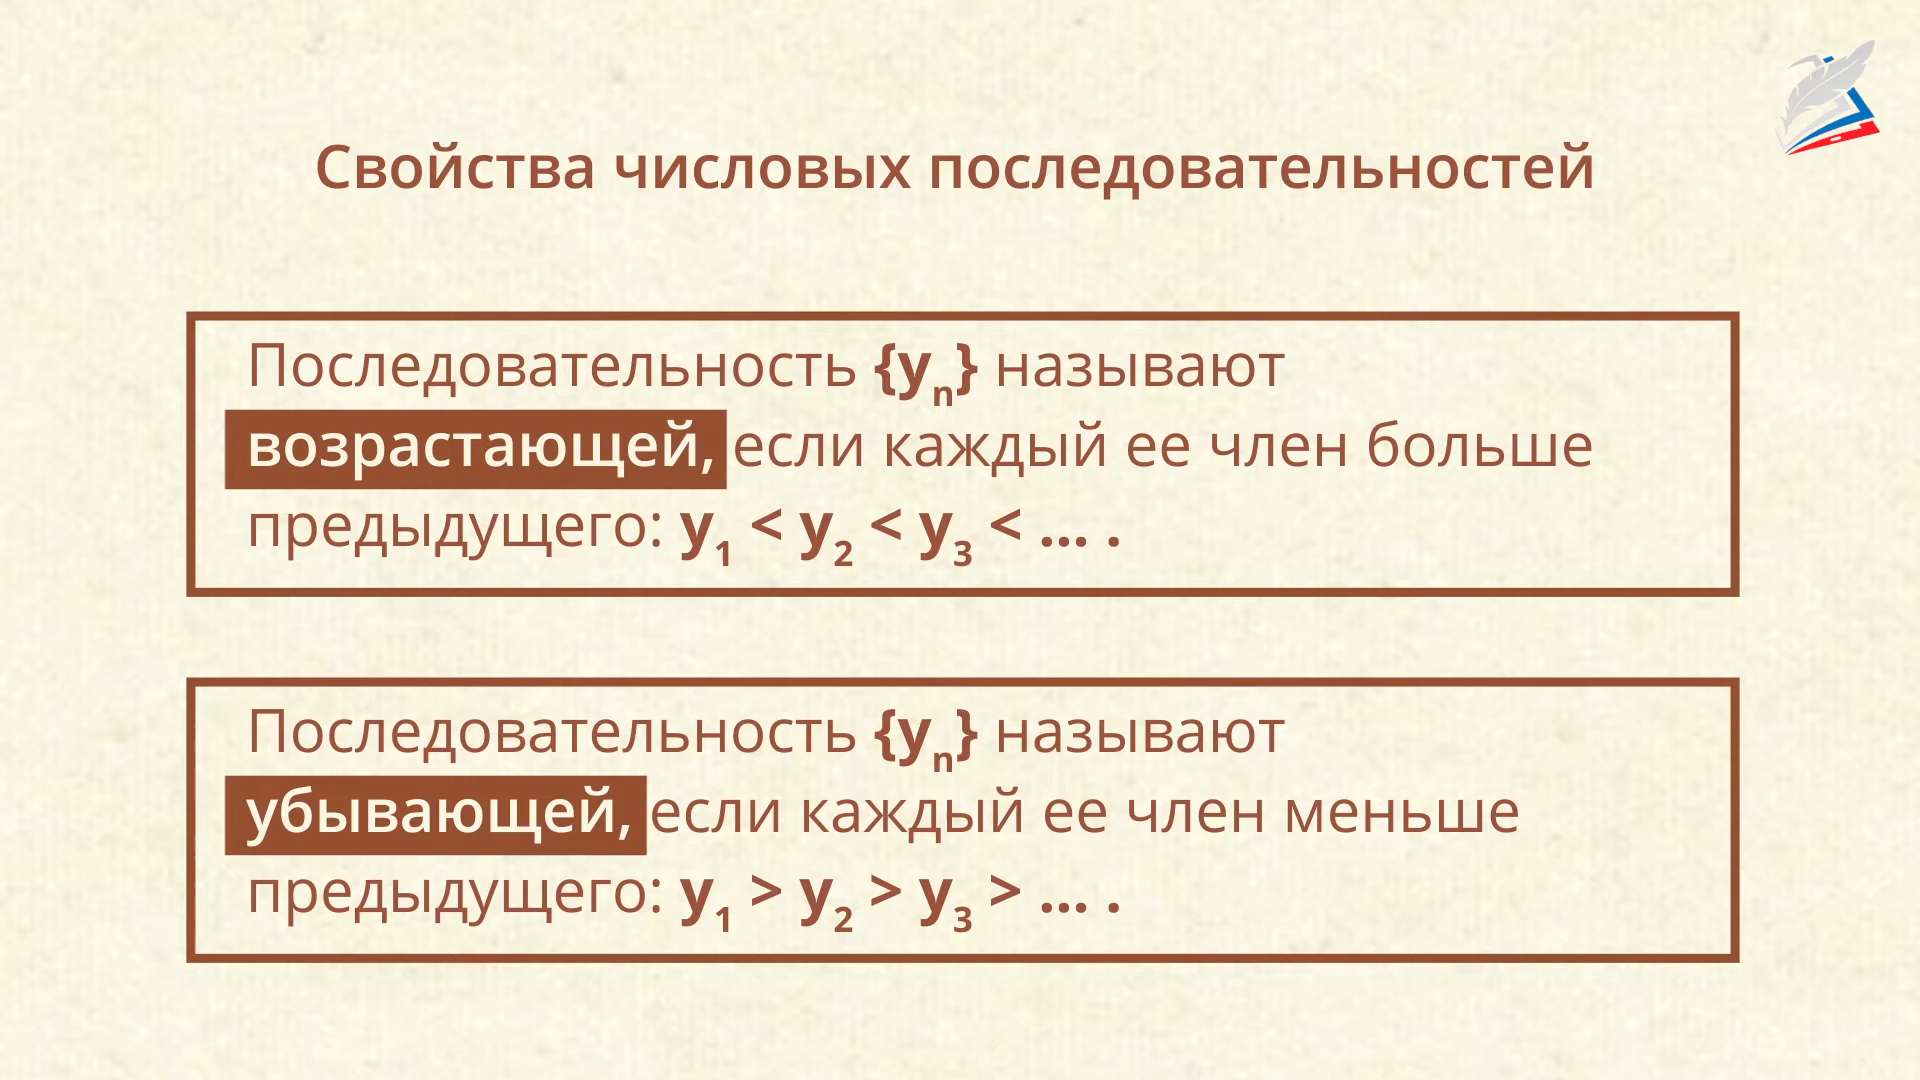 Свойства числовых последовательностей
Последовательность {yₙ} называют
возрастающей, если каждый ее член больше
предыдущего: y₁ < y₂ < y₃ < ... .
Последовательность {yₙ} называют
убывающей, если каждый ее член меньше
предыдущего: y₁ > y₂ > y₃ > ... .